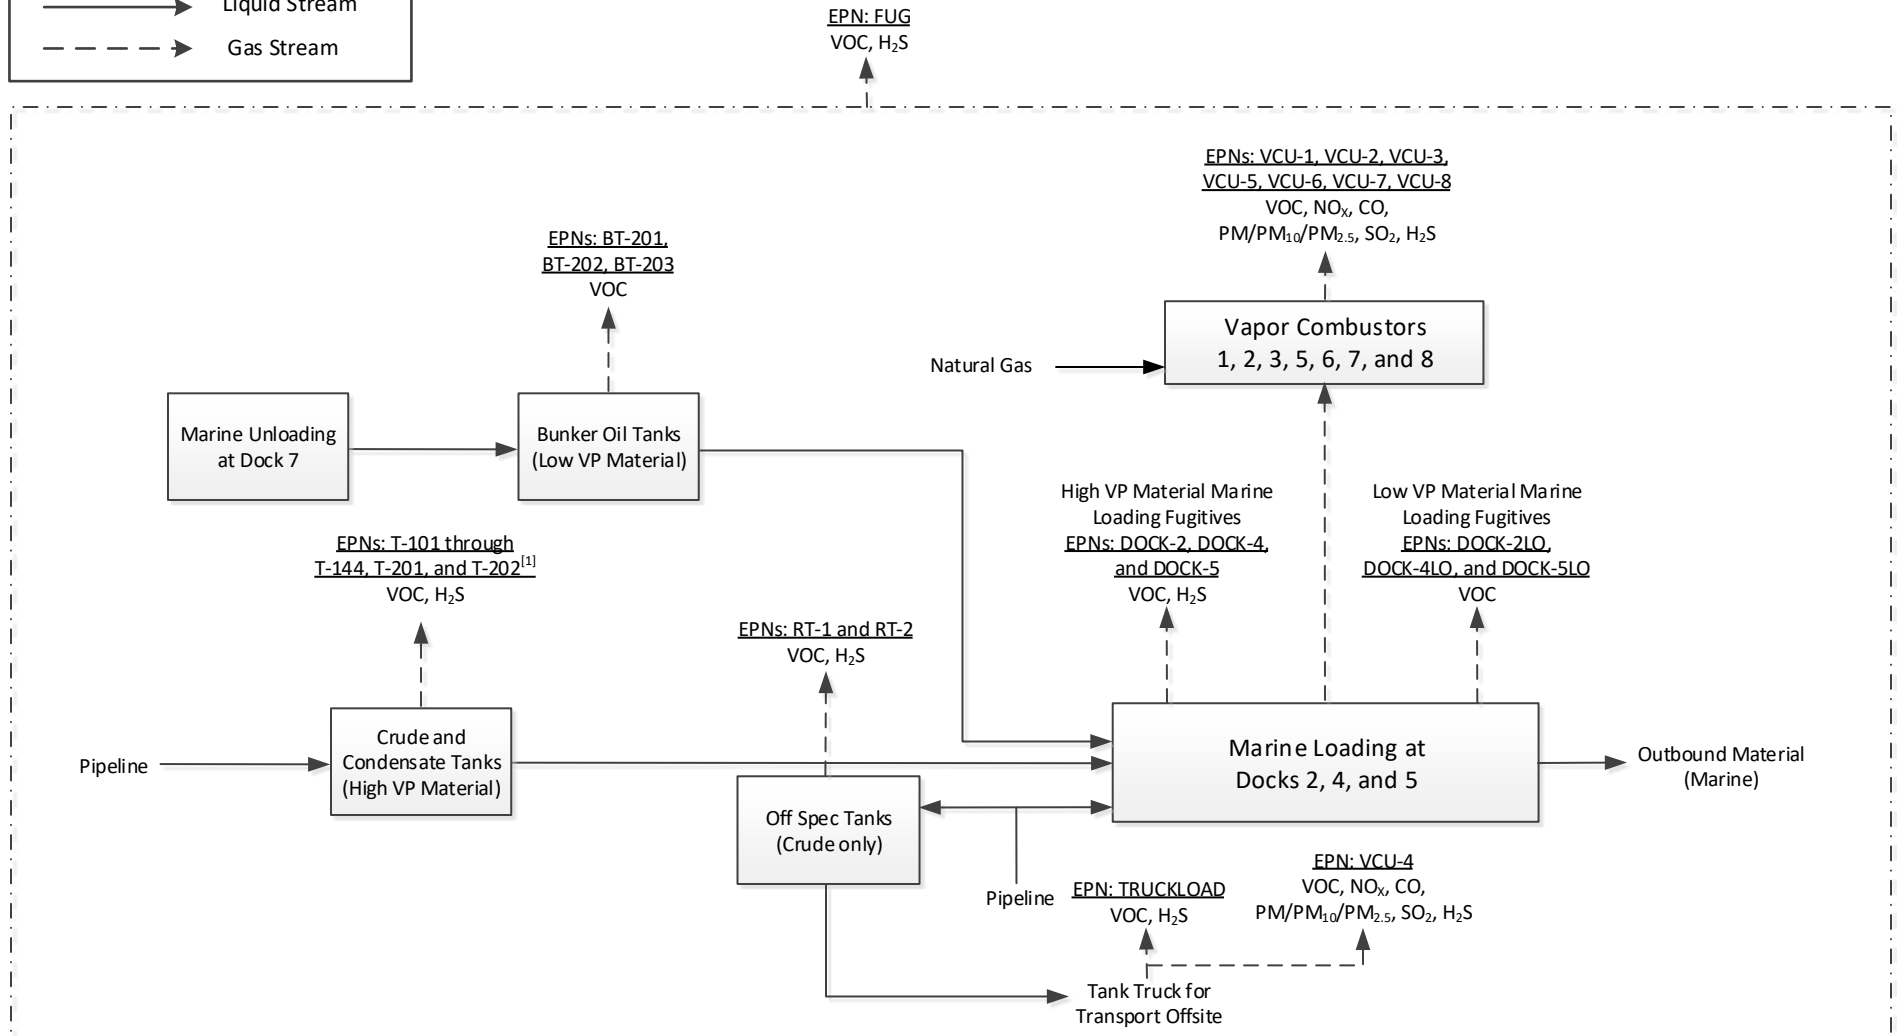 Liquid Stream
Gas Stream
EPN: FUG
VOC, H₂S
EPNs: VCU-1, VCU-2, VCU-3,
VCU-5, VCU-6, VCU-7, VCU-8
VOC, NOₓ, CO,
PM/PM₁₀/PM₂.₅, SO₂, H₂S
EPNs: BT-201,
BT-202, BT-203
VOC
Vapor Combustors
1, 2, 3, 5, 6, 7, and 8
Natural Gas
Marine Unloading
at Dock 7
Bunker Oil Tanks
(Low VP Material)
High VP Material Marine
Loading Fugitives
EPNs: DOCK-2, DOCK-4,
and DOCK-5
VOC, H₂S
Low VP Material Marine
Loading Fugitives
EPNs: DOCK-2LO,
DOCK-4LO, and DOCK-5LO
VOC
EPNs: T-101 through
T-144, T-201, and T-202[1]
VOC, H₂S
EPNs: RT-1 and RT-2
VOC, H₂S
Pipeline
Crude and
Condensate Tanks
(High VP Material)
Marine Loading at
Docks 2, 4, and 5
Outbound Material
(Marine)
Off Spec Tanks
(Crude only)
Pipeline
EPN: TRUCKLOAD
VOC, H₂S
EPN: VCU-4
VOC, NOₓ, CO,
PM/PM₁₀/PM₂.₅, SO₂, H₂S
Tank Truck for
Transport Offsite